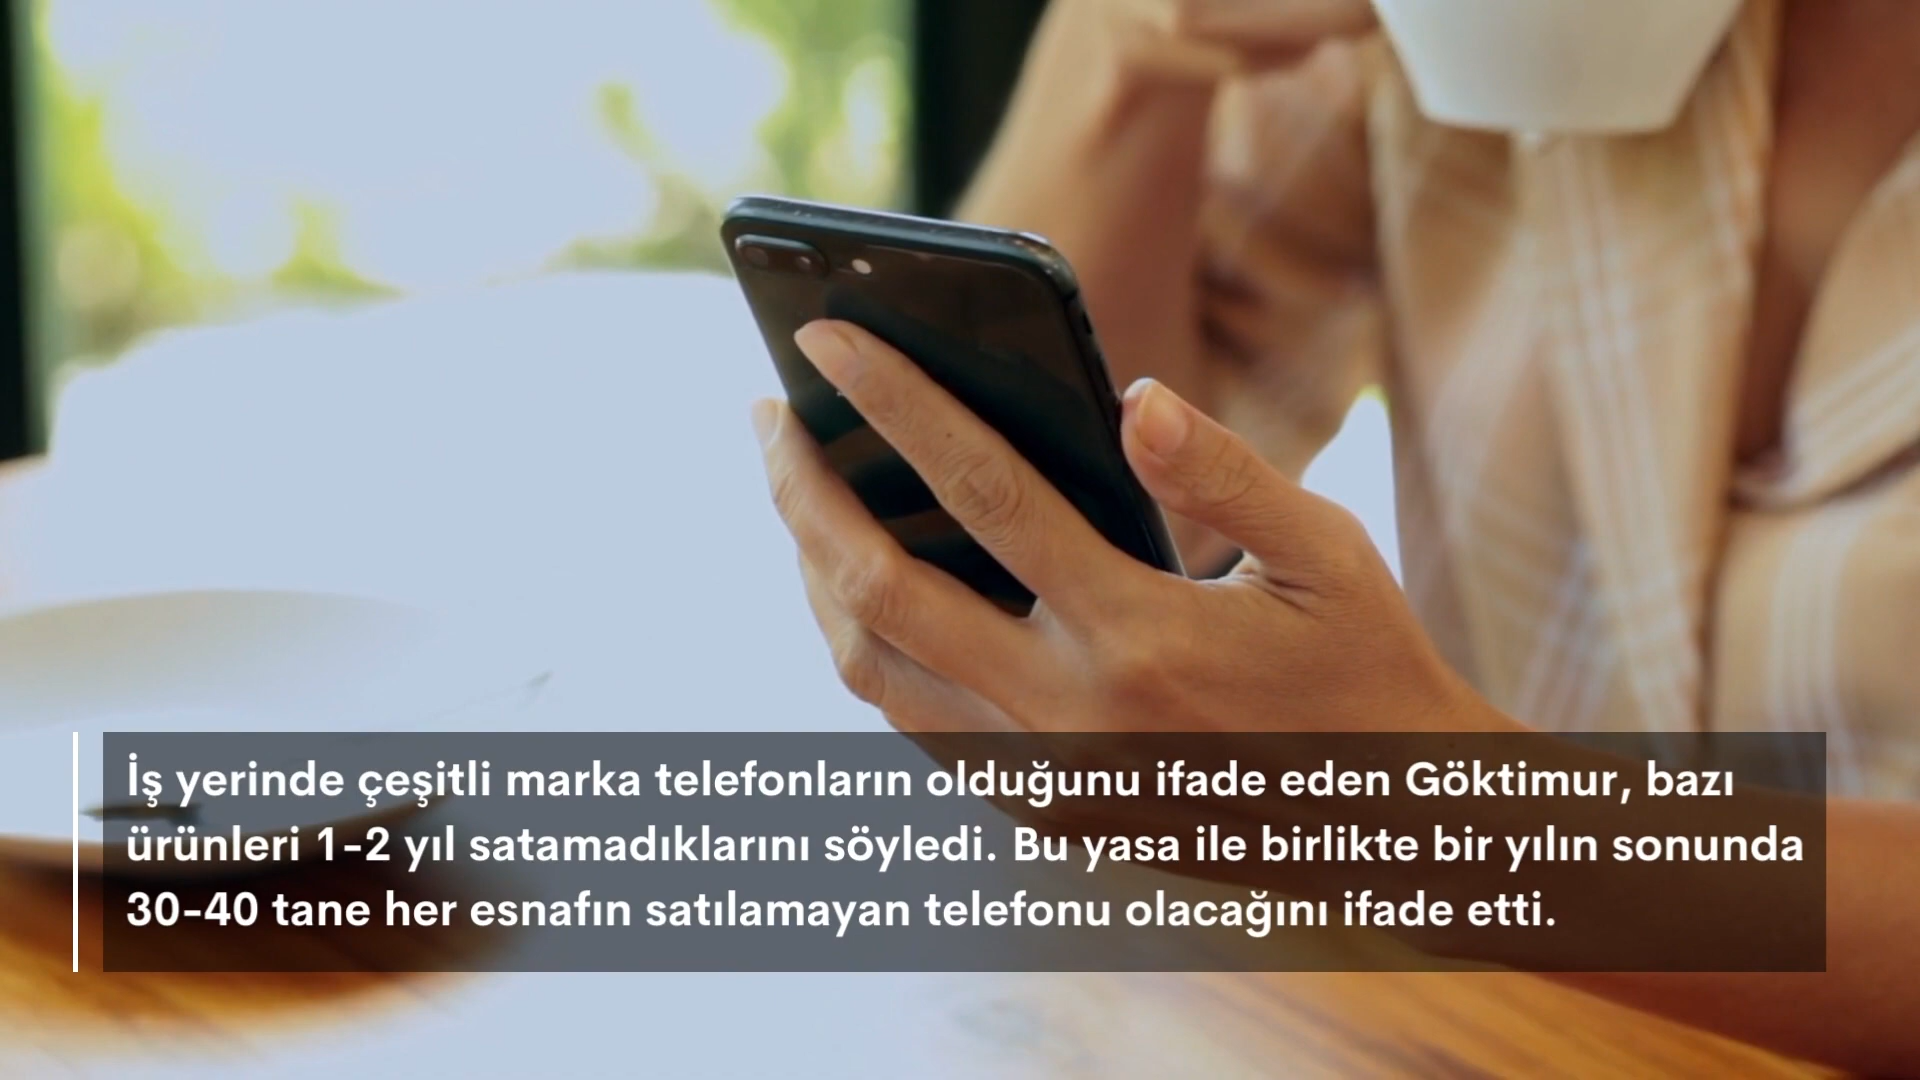 İş yerinde çeşitli marka telefonların olduğunu ifade eden Göktimur, bazı
ürünleri 1-2 yıl satamadıklarını söyledi. Bu yasa ile birlikte bir yılın sonunda
30-40 tane her esnafın satılamayan telefonu olacağını ifade etti.